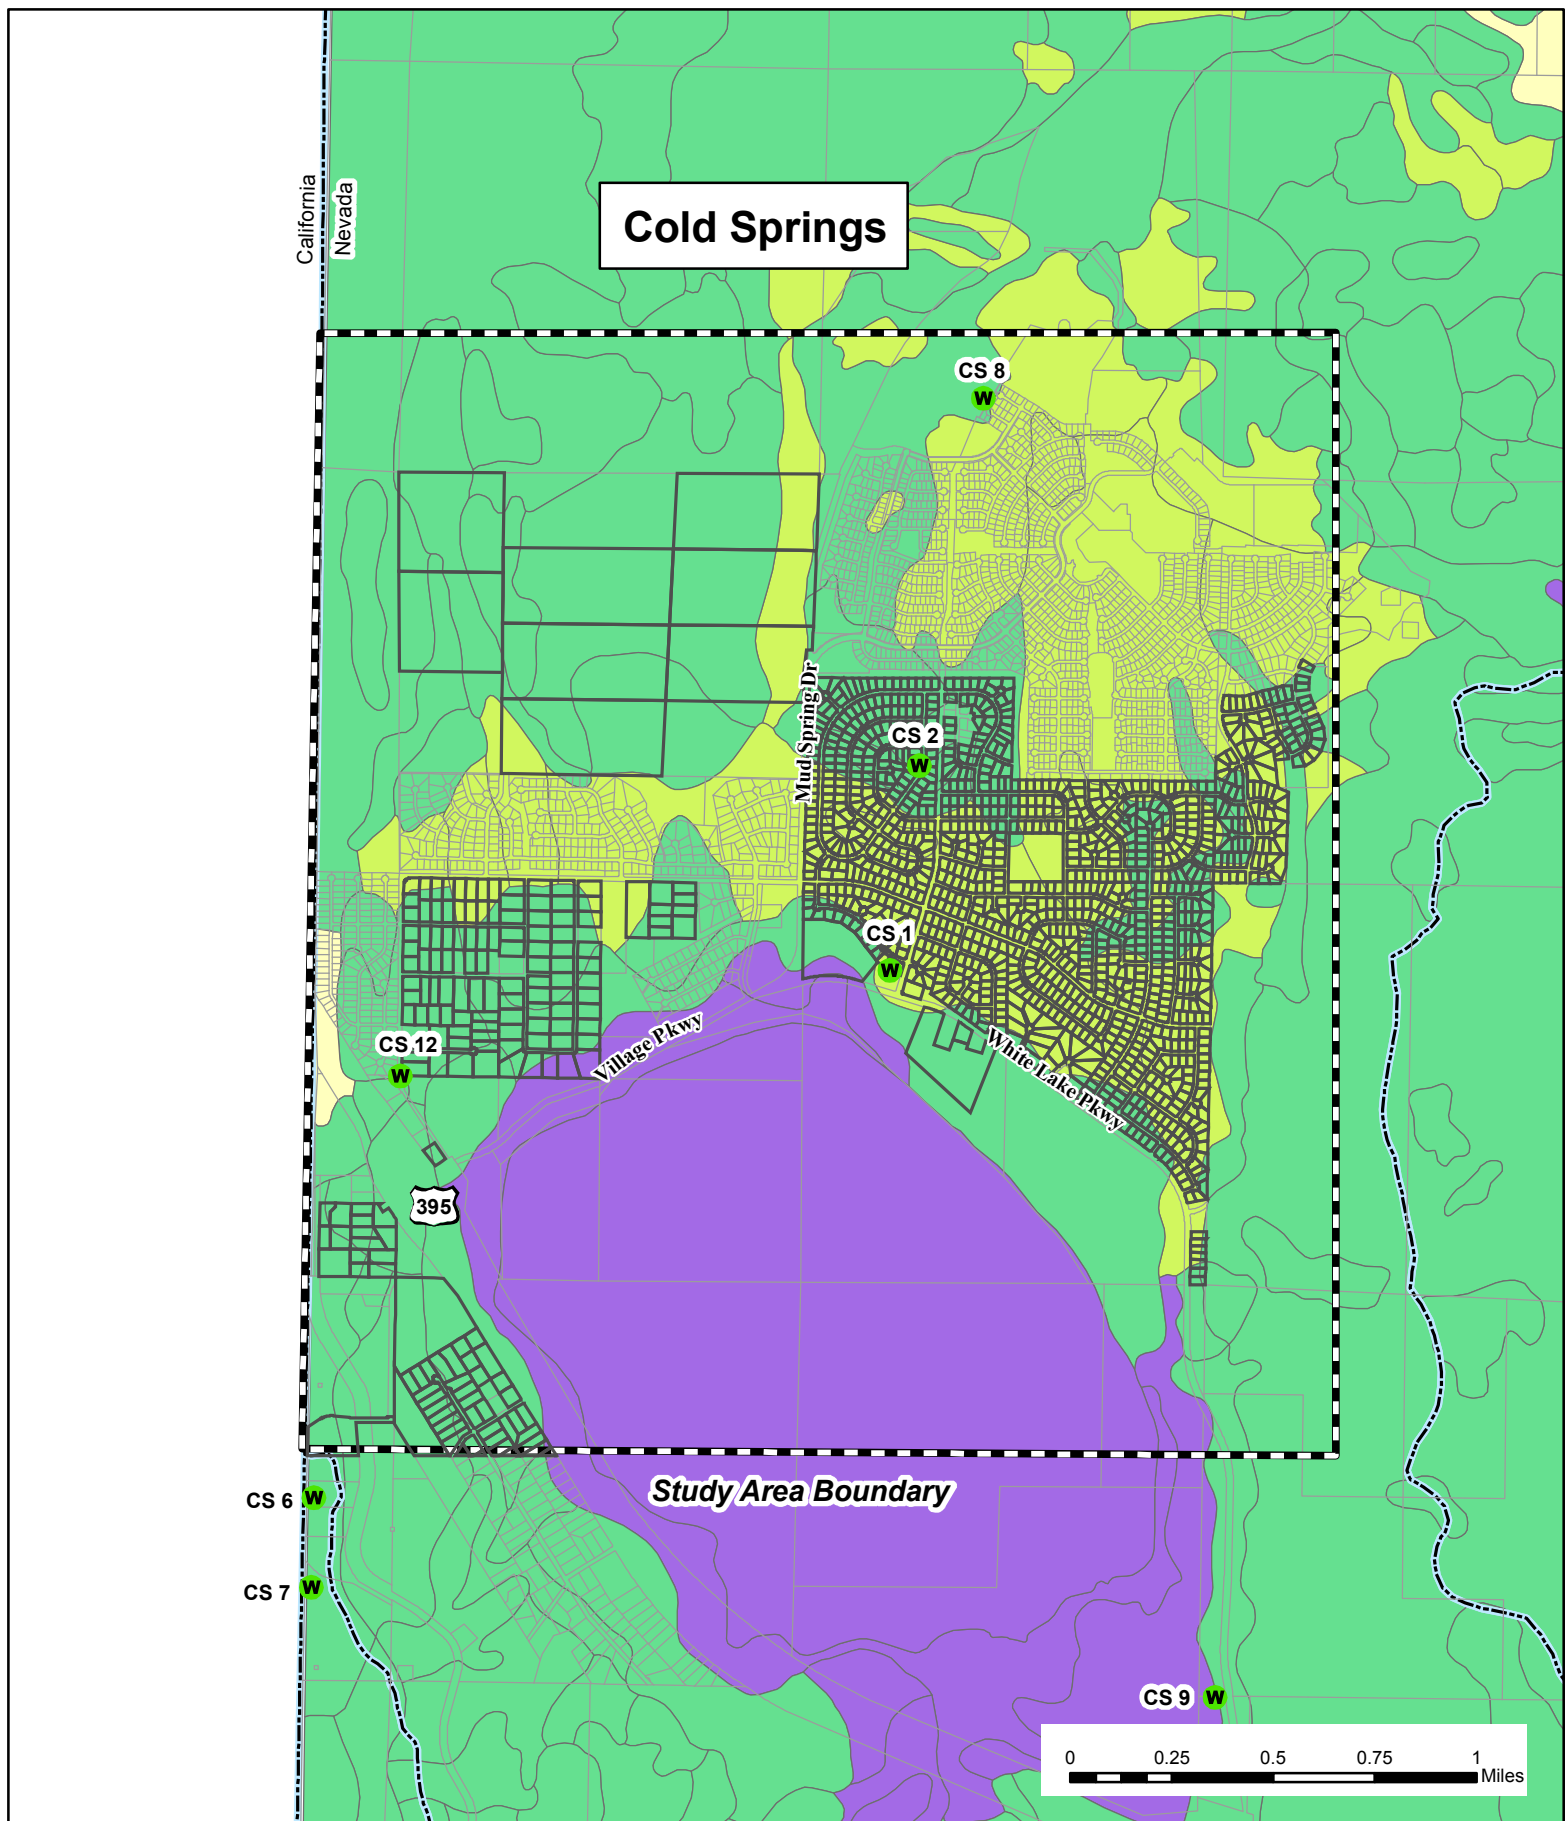 California
Nevada
Cold Springs
CS 8
W
Mud Spring Dr
CS 2
W
CS 1
W
CS 12
W
Village Pkwy
White Lake Pkwy
395
Study Area Boundary
CS 6
W
CS 7
W
CS 9
W
0 0.25 0.5 0.75 1
Miles